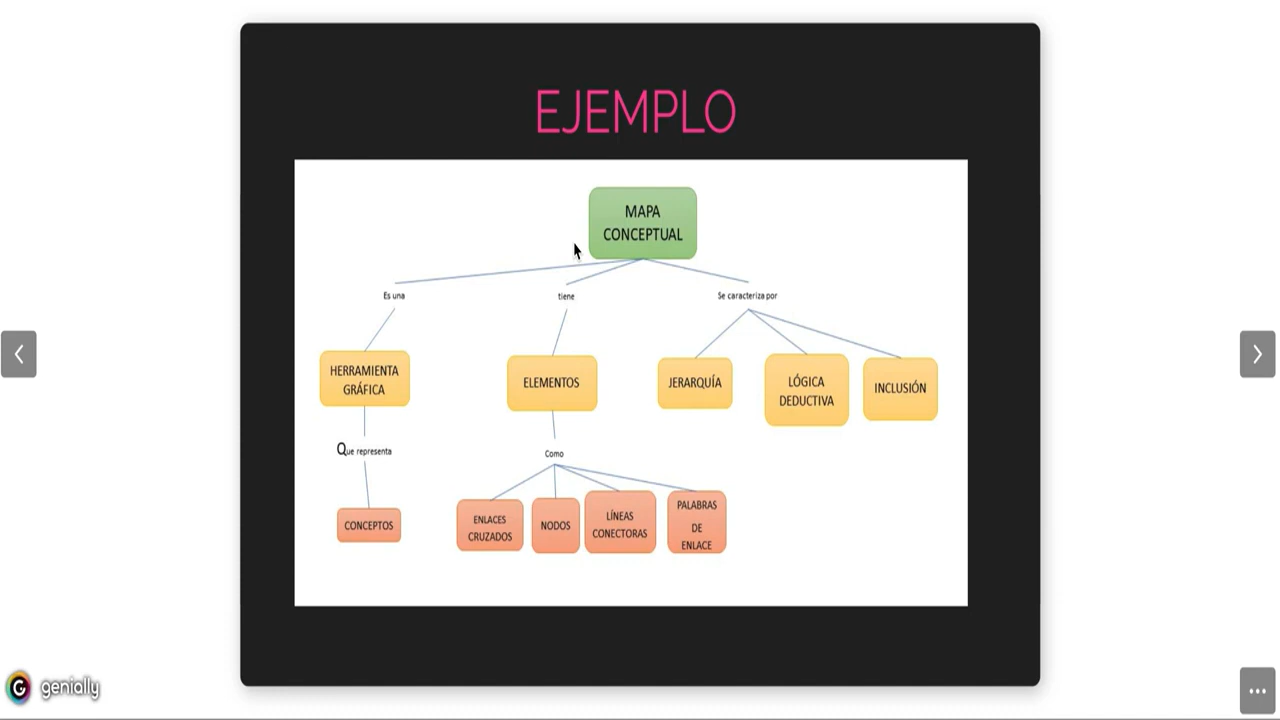 EJEMPLO
MAPA
CONCEPTUAL
Es una
tiene
Se caracteriza por
HERRAMIENTA
GRÁFICA
ELEMENTOS
JERARQUÍA
LÓGICA
DEDUCTIVA
INCLUSIÓN
Que representa
Como
CONCEPTOS
ENLACES
CRUZADOS
NODOS
LÍNEAS
CONECTORAS
PALABRAS
DE
ENLACE
genially